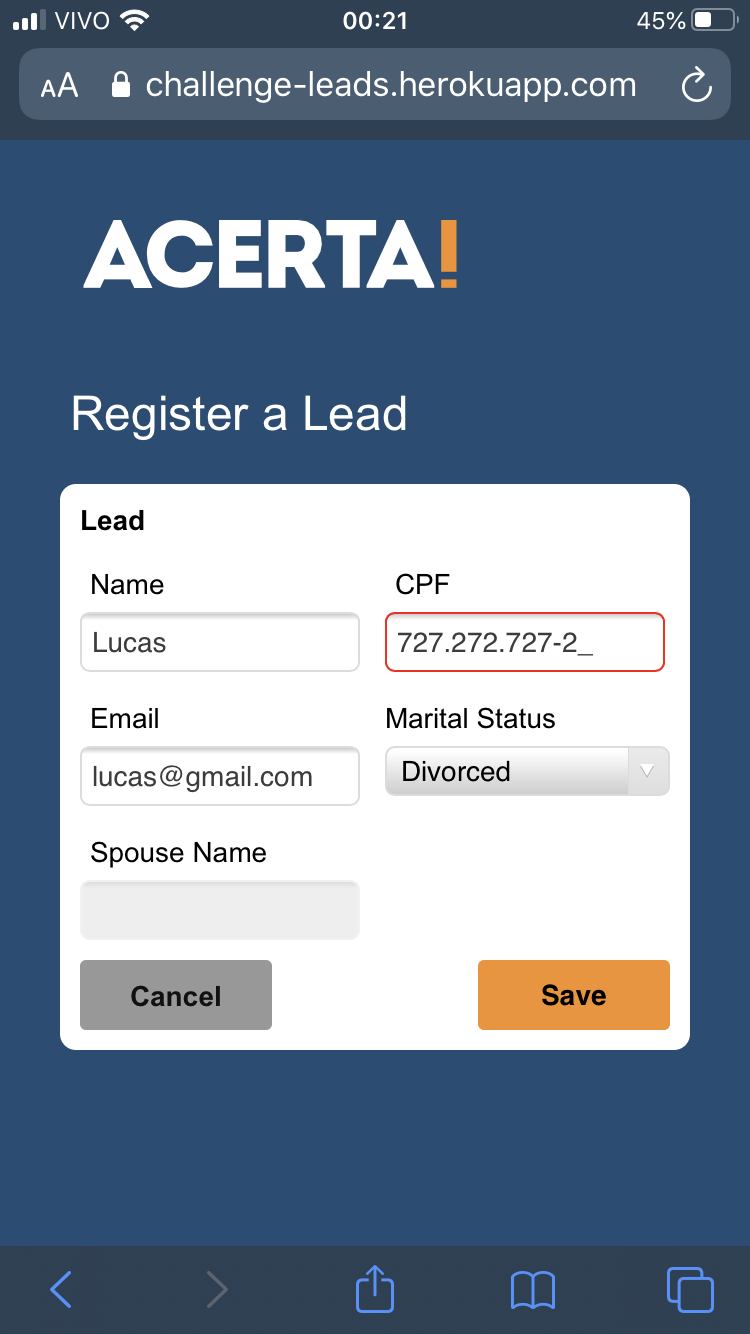 VIVO 00:21 45%
AA challenge-leads.herokuapp.com
ACERTA!
Register a Lead
Lead
Name CPF
Lucas 727.272.727-2_
Email Marital Status
lucas@gmail.com Divorced
Spouse Name
Cancel Save